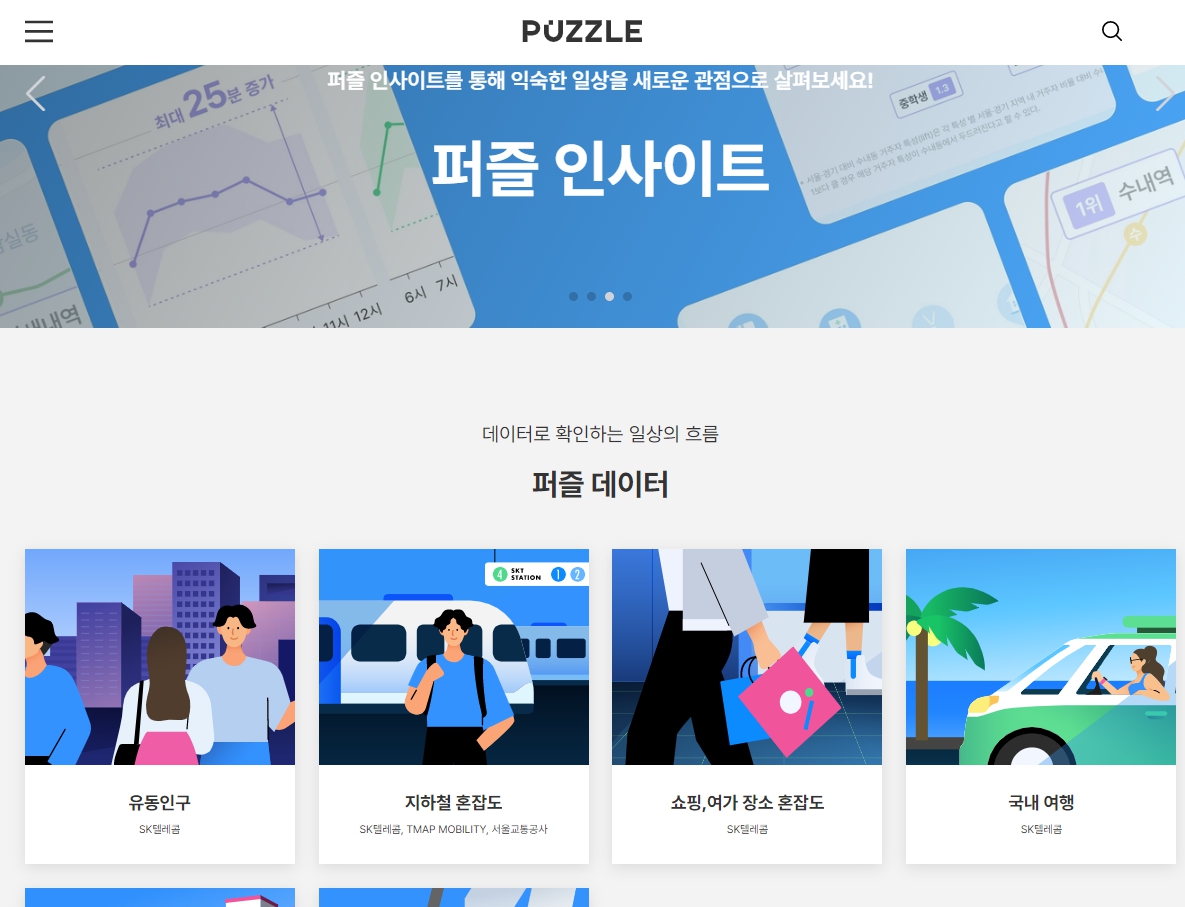 PUZZLE
퍼즐 인사이트를 통해 익숙한 일상을 새로운 관점으로 살펴보세요!
퍼즐 인사이트
최대 25분 증가
중학생 1.3
1위 수내역
수
6시 7시
11시 12시
데이터로 확인하는 일상의 흐름
퍼즐 데이터
4 SKT STATION 1 2
유동인구
SK텔레콤
지하철 혼잡도
SK텔레콤, TMAP MOBILITY, 서울교통공사
쇼핑,여가 장소 혼잡도
SK텔레콤
국내 여행
SK텔레콤